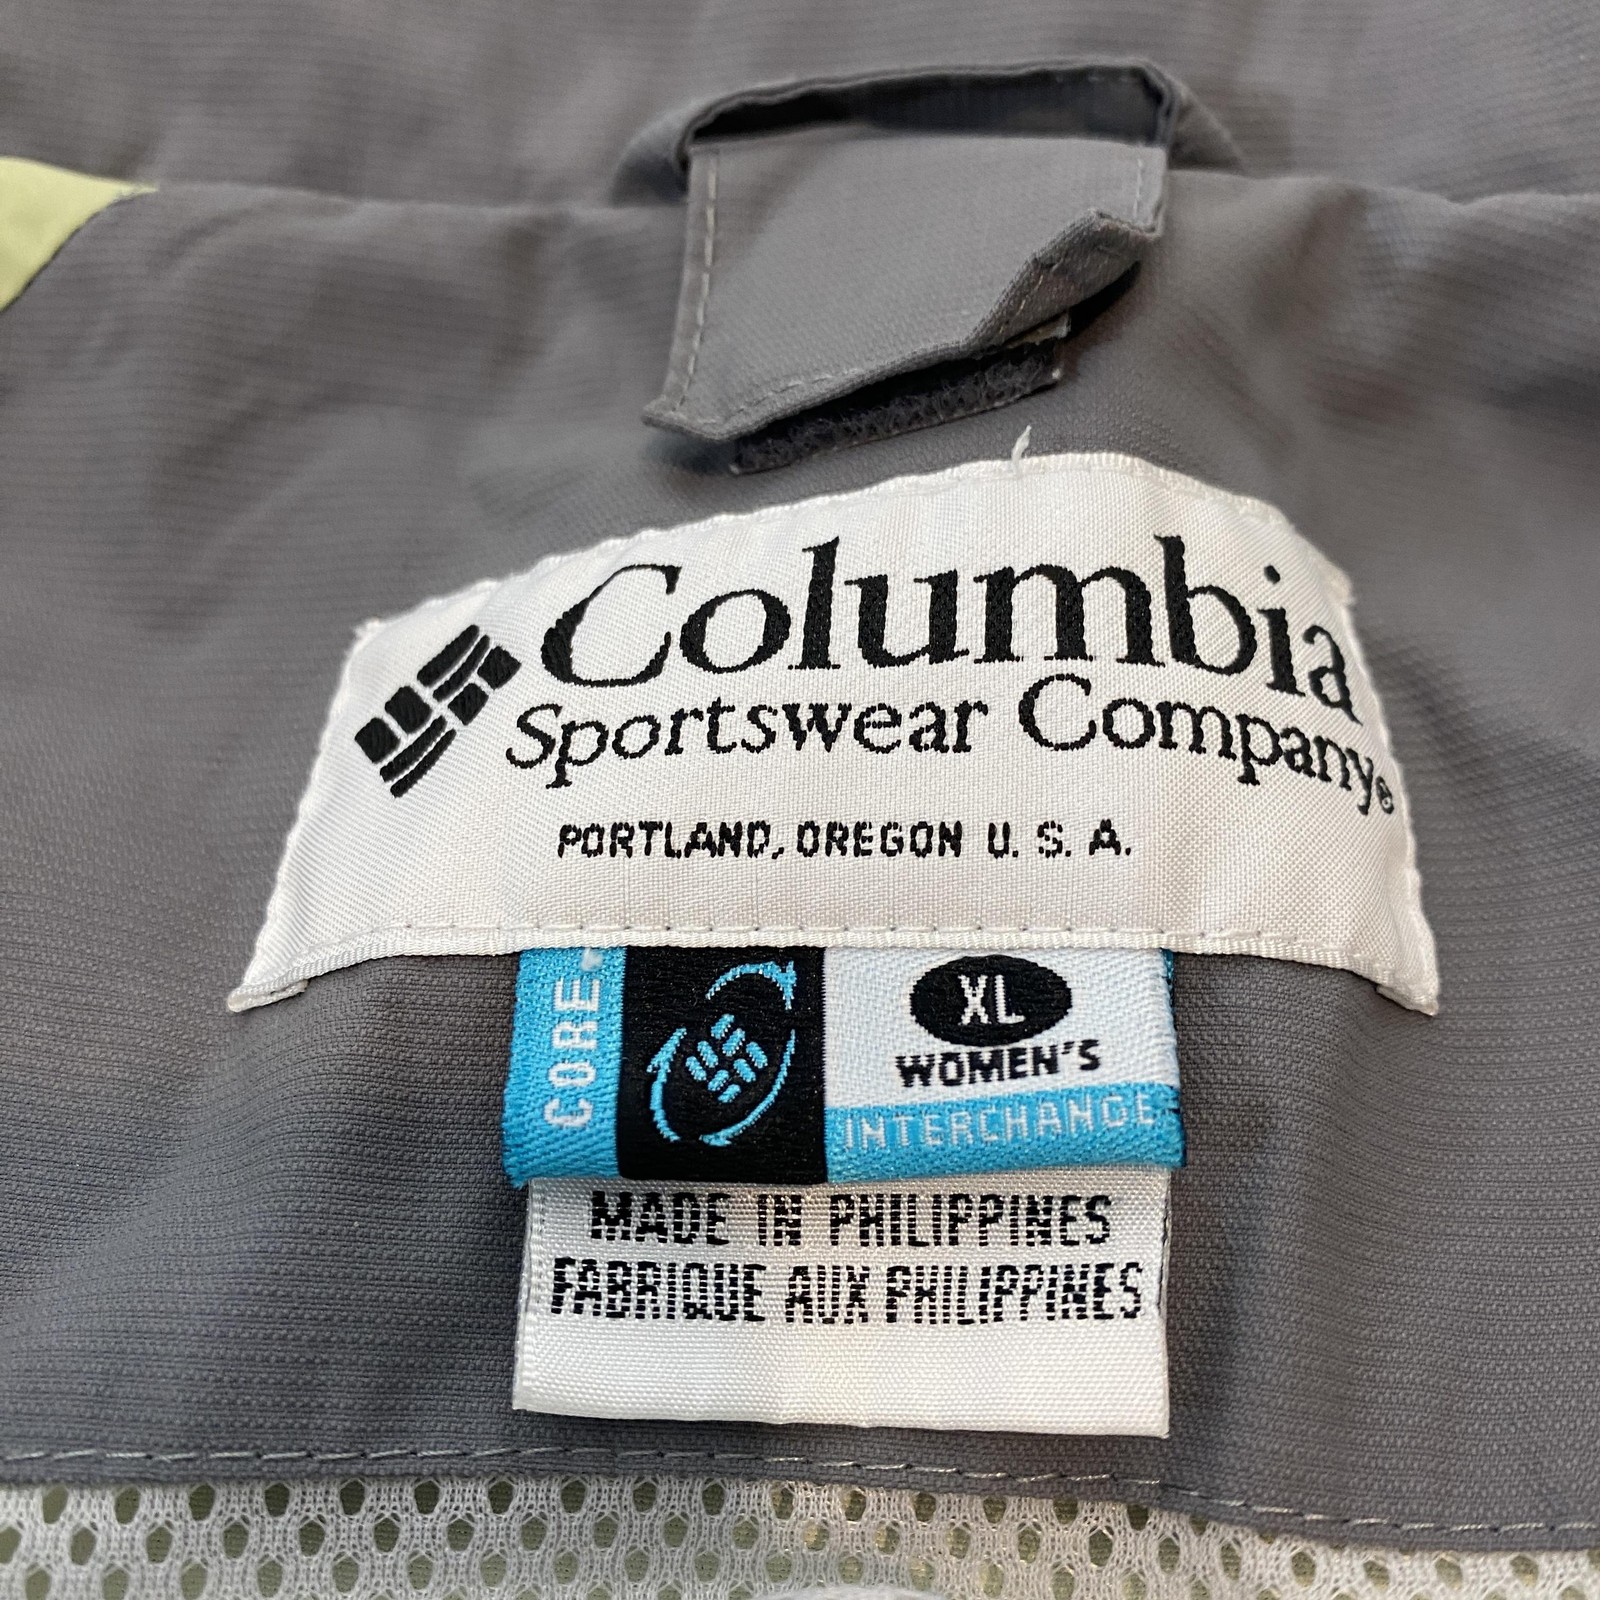 Columbia
Sportswear Company®
PORTLAND, OREGON U. S. A.
CORE-
XL
WOMEN'S
INTERCHANGE
MADE IN PHILIPPINES
FABRIQUE AUX PHILIPPINES